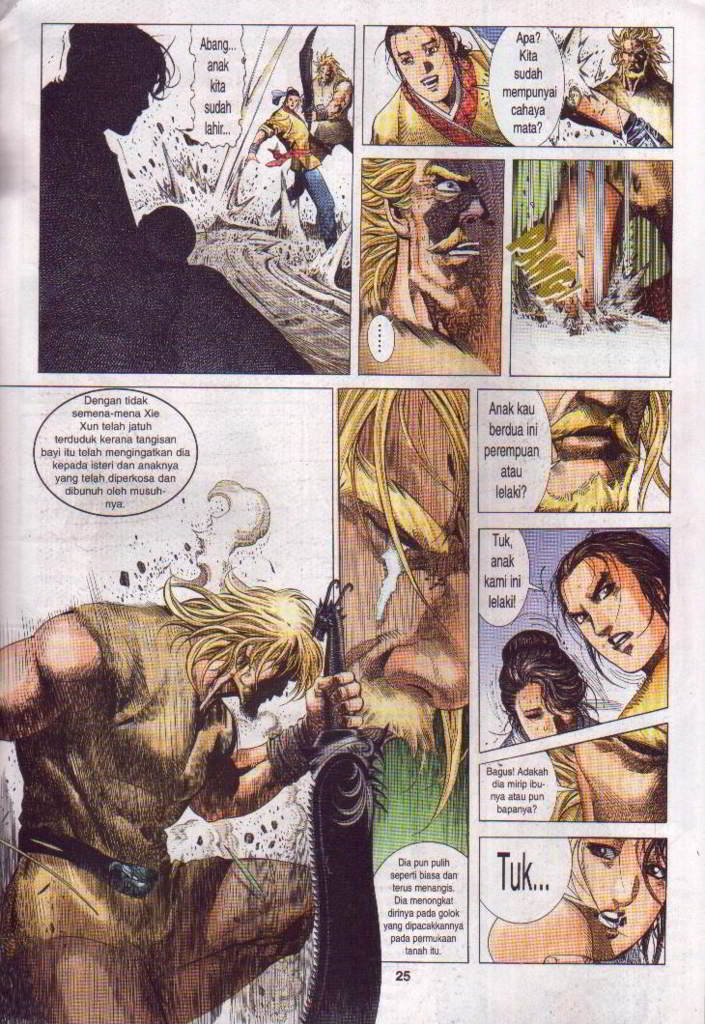 Abang...
anak
kita
sudah
lahir...
Apa?
Kita
sudah
mempunyai
cahaya
mata?
......
Dengan tidak
semena-mena Xie
Xun telah jatuh
terduduk kerana tangisan
bayi itu telah mengingatkan dia
kepada isteri dan anaknya
yang telah diperkosa dan
dibunuh oleh musuh-
nya.
Dia pun pulih
seperti biasa dan
terus menangis.
Dia menongkat
dirinya pada golok
yang dipacakkannya
pada permukaan
tanah itu.
Anak kau
berdua ini
perempuan
atau
lelaki?
Tuk,
anak
kami ini
lelaki!
Bagus! Adakah
dia mirip ibu-
nya atau pun
bapanya?
Tuk...
25